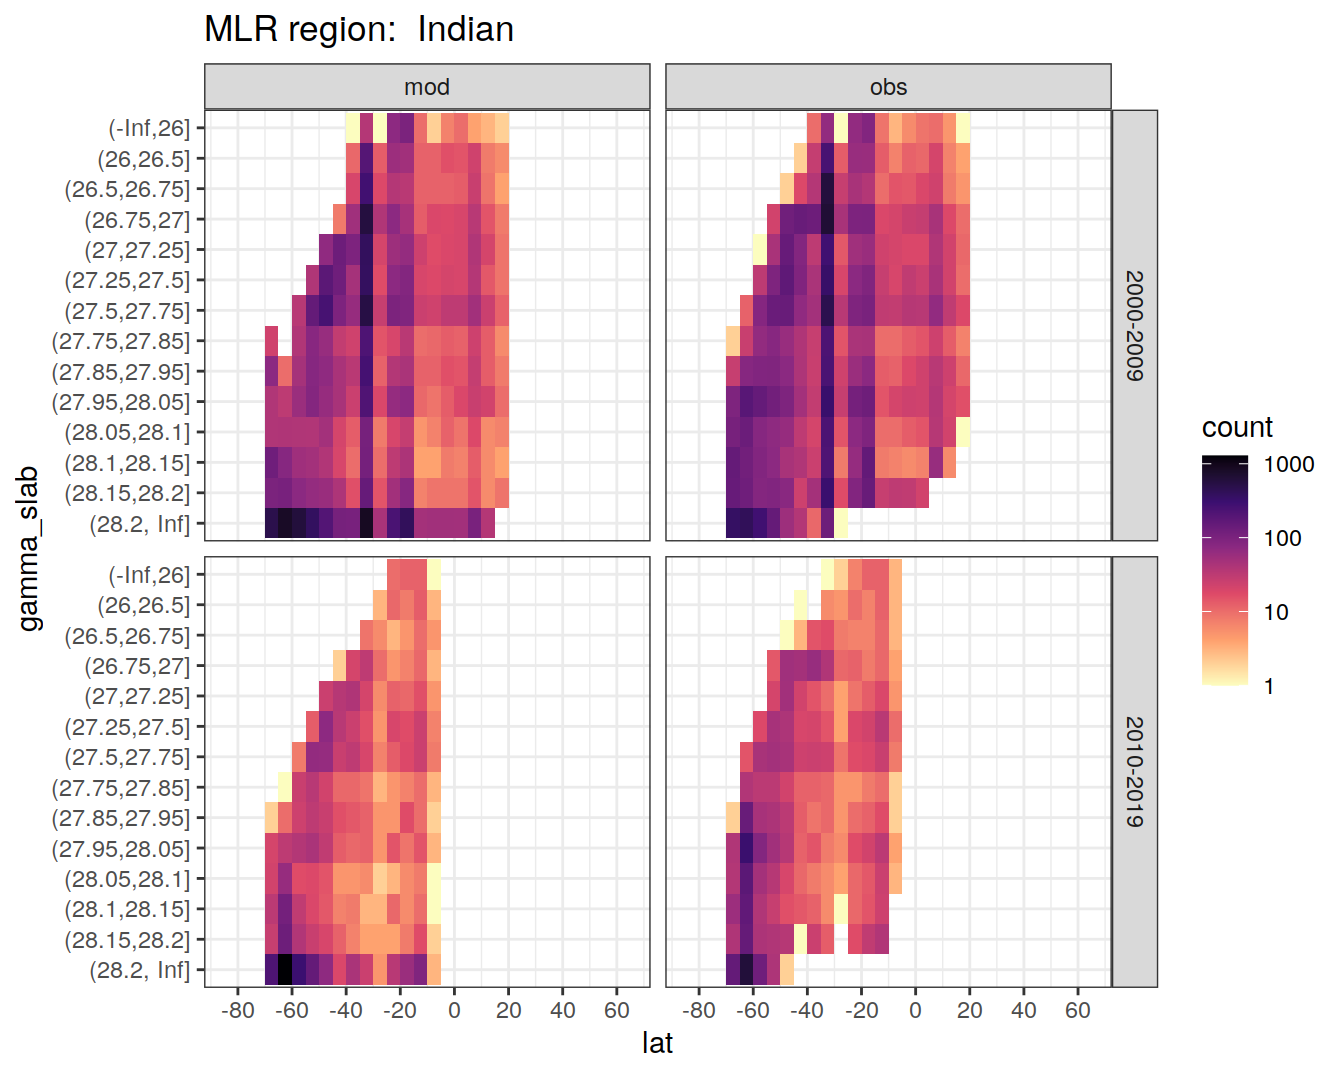 MLR region:  Indian
mod
obs
(-Inf,26]
(26,26.5]
(26.5,26.75]
(26.75,27]
(27,27.25]
(27.25,27.5]
(27.5,27.75]
(27.75,27.85]
(27.85,27.95]
(27.95,28.05]
(28.05,28.1]
(28.1,28.15]
(28.15,28.2]
(28.2, Inf]
2000-2009
gamma_slab
(-Inf,26]
(26,26.5]
(26.5,26.75]
(26.75,27]
(27,27.25]
(27.25,27.5]
(27.5,27.75]
(27.75,27.85]
(27.85,27.95]
(27.95,28.05]
(28.05,28.1]
(28.1,28.15]
(28.15,28.2]
(28.2, Inf]
2010-2019
-80 -60 -40 -20 0 20 40 60
-80 -60 -40 -20 0 20 40 60
lat
count
1000
100
10
1